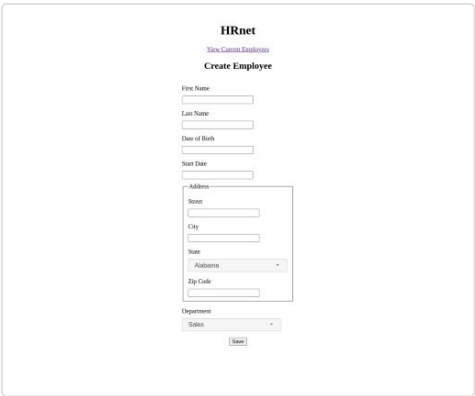 HRnet
View Current Employees
Create Employee
First Name
Last Name
Date of Birth
Start Date
Address
Street
City
State
Alabama
Zip Code
Department
Sales
Save